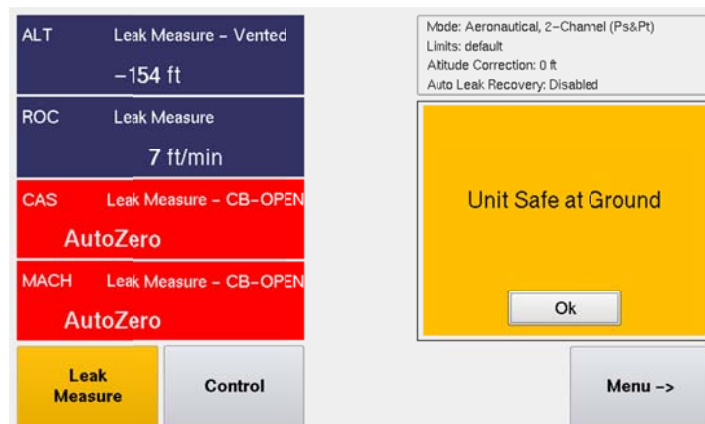 ALT Leak Measure – Vented
–154 ft
ROC Leak Measure
7 ft/min
CAS Leak Measure – CB–OPEN
AutoZero
MACH Leak Measure – CB–OPEN
AutoZero
Leak
Measure
Control
Mode: Aeronautical, 2–Channel (Ps&Pt)
Limits: default
Altitude Correction: 0 ft
Auto Leak Recovery: Disabled
Unit Safe at Ground
Ok
Menu –>